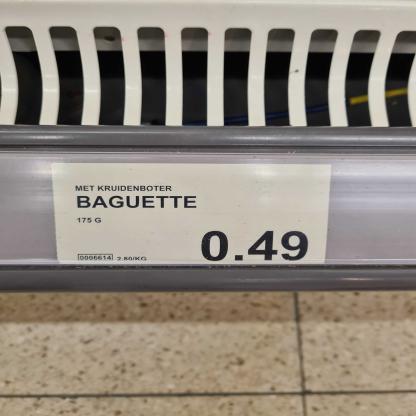 MET KRUIDENBOTER
BAGUETTE
175 G
0006614 2.80/KG
0.49